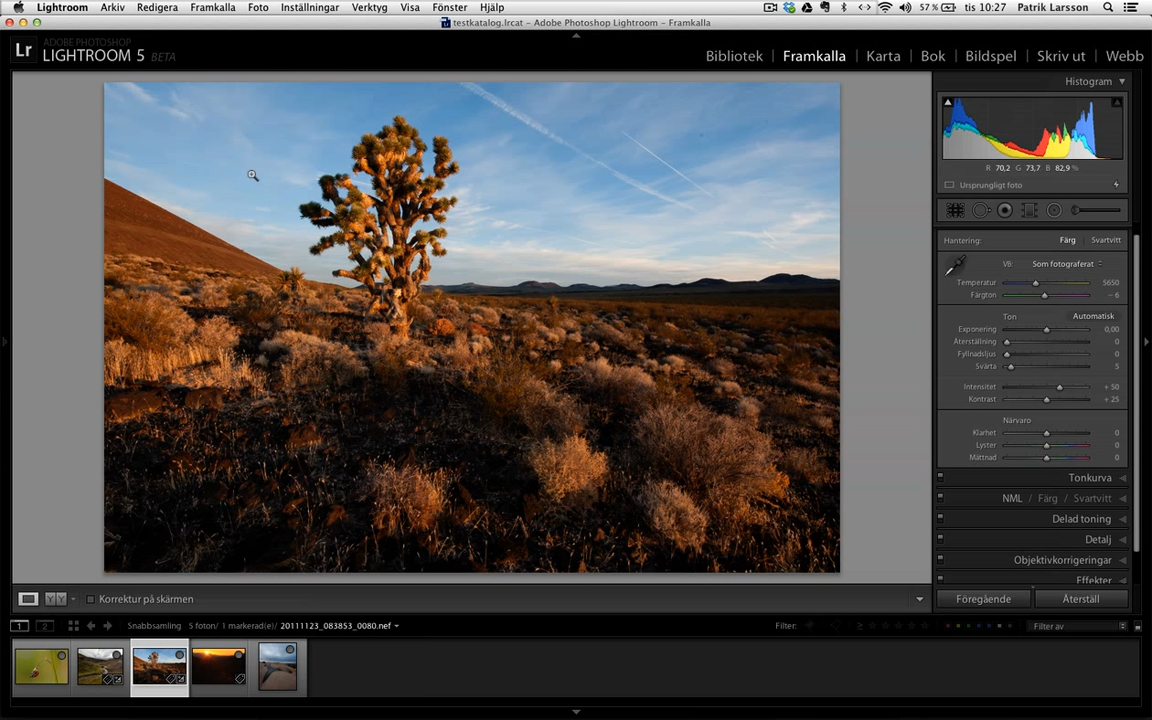 Lightroom Arkiv Redigera Framkalla Foto Inställningar Verktyg Visa Fönster Hjälp 57 % tis 10:27 Patrik Larsson
testkatalog.lrcat – Adobe Photoshop Lightroom – Framkalla
Lr ADOBE PHOTOSHOP
LIGHTROOM 5 BETA
Bibliotek | Framkalla | Karta | Bok | Bildspel | Skriv ut | Webb
Histogram
R 70,2 G 73,7 B 82,9 %
Ursprungligt foto
Hantering: Färg Svartvitt
VB: Som fotograferat
Temperatur 5650
Färgton – 6
Ton Automatisk
Exponering 0,00
Återställning 0
Fyllnadsljus 0
Svärta 5
Intensitet + 50
Kontrast + 25
Närvaro
Klarhet 0
Lyster 0
Mättnad 0
Tonkurva
NML / Färg / Svartvitt
Delad toning
Detalj
Objektivkorrigeringar
Effekter
Y Y Korrektur på skärmen
Föregående Återställ
1 2 Snabbsamling 5 foton/ 1 markerad(e)/ 20111123_083853_0080.nef Filter: Filter av